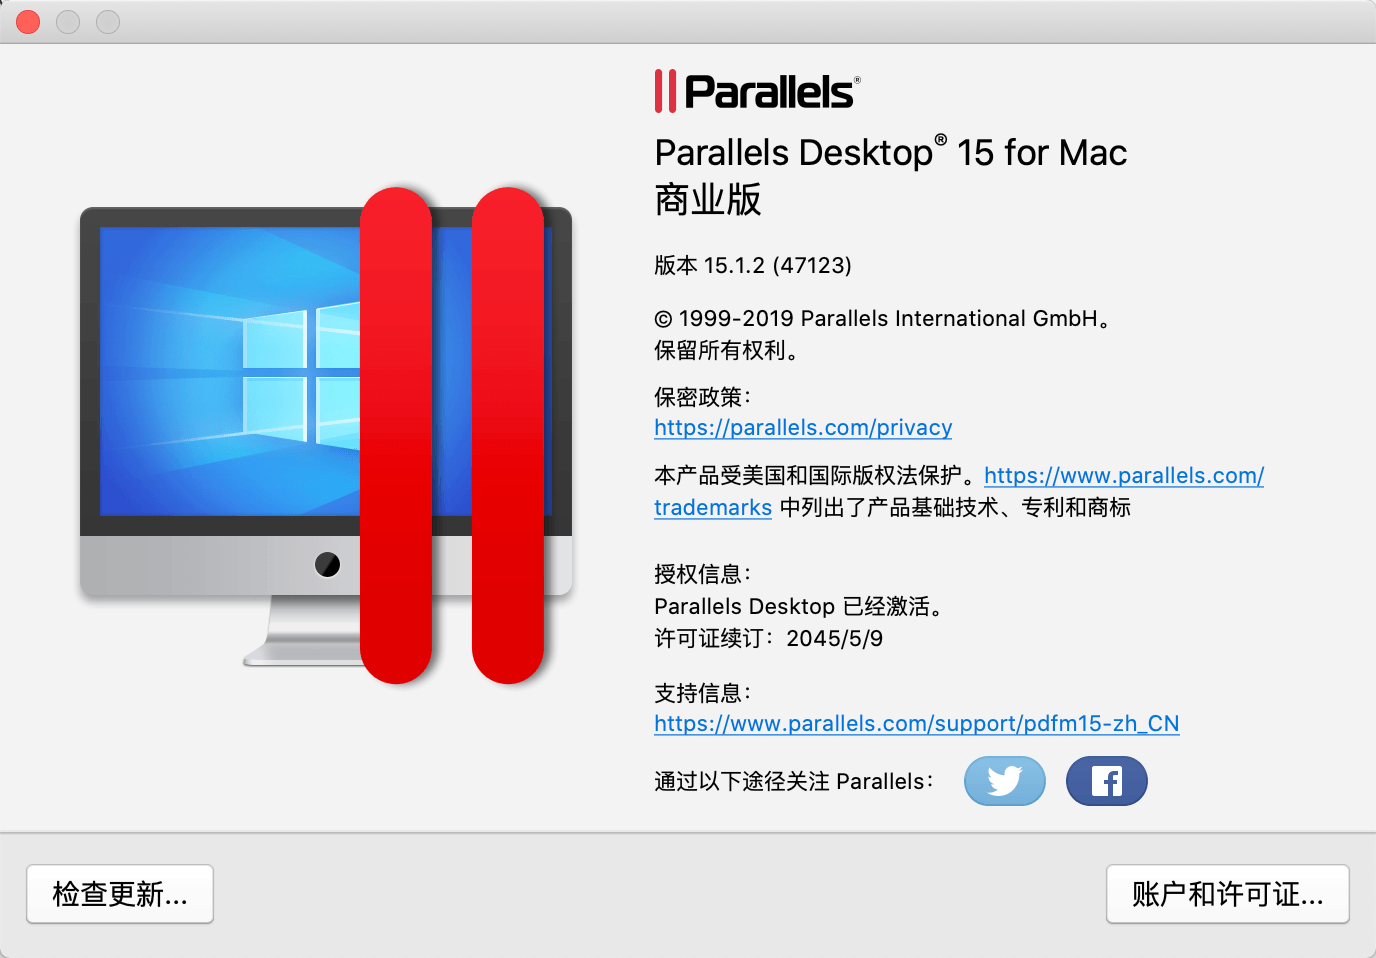 Parallels®
Parallels Desktop® 15 for Mac
商业版
版本 15.1.2 (47123)
© 1999-2019 Parallels International GmbH。
保留所有权利。
保密政策：
https://parallels.com/privacy
本产品受美国和国际版权法保护。https://www.parallels.com/
trademarks 中列出了产品基础技术、专利和商标
授权信息：
Parallels Desktop 已经激活。
许可证续订：2045/5/9
支持信息：
https://www.parallels.com/support/pdfm15-zh_CN
通过以下途径关注 Parallels：
检查更新...
账户和许可证...